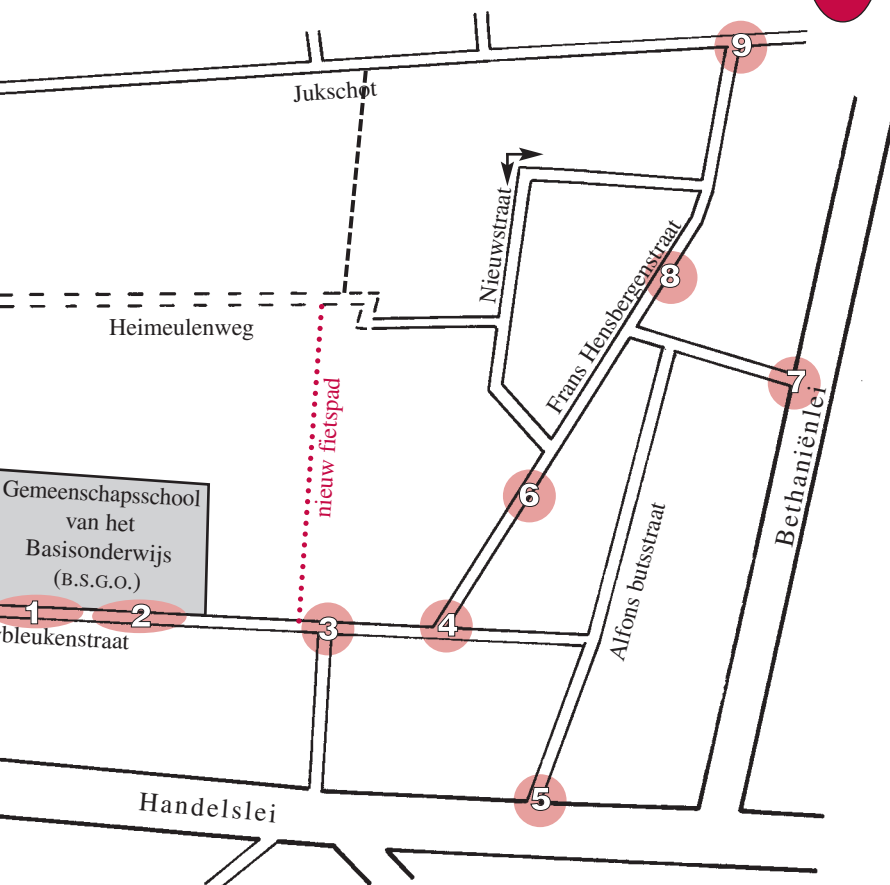 9
Jukschot
Nieuwstraat
Frans Hensbergenstraat
8
Heimeulenweg
nieuw fietspad
7
Bethaniënlei
Gemeenschapsschool
van het
Basisonderwijs
(B.S.G.O.)
6
Alfons butsstraat
1
2
3
4
bleukenstraat
5
Handelslei